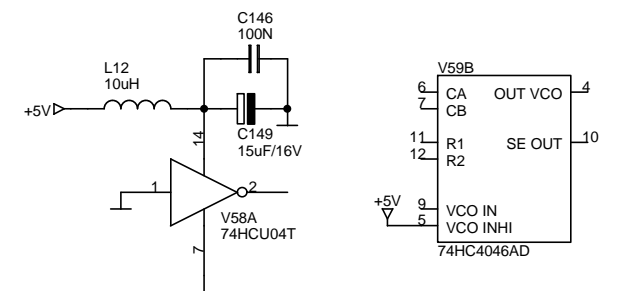 C146
100N
L12
10uH
+5V
C149
15uF/16V
14
1
2
V58A
74HCU04T
7
V59B
6 CA OUT VCO 4
7 CB
11 R1 SE OUT 10
12 R2
+5V
9 VCO IN
5 VCO INHI
74HC4046AD